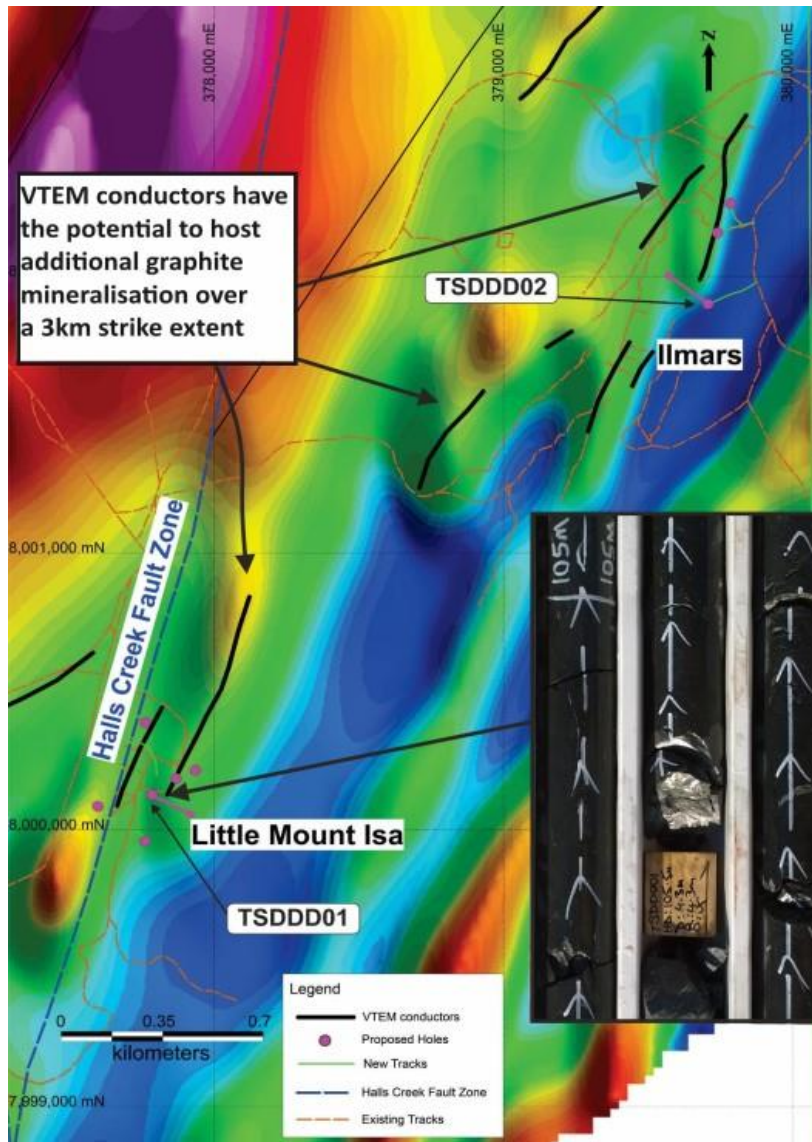 378,000 mE
379,000 mE
380,000 mE
N
VTEM conductors have
the potential to host
additional graphite
mineralisation over
a 3km strike extent
TSDDD02
Ilmars
8,001,000 mN
Halls Creek Fault Zone
105m
105m
8,000,000 mN
Little Mount Isa
TSDDD01
0
0.35
0.7
kilometers
Legend
VTEM conductors
Proposed Holes
New Tracks
Halls Creek Fault Zone
Existing Tracks
7,999,000 mN